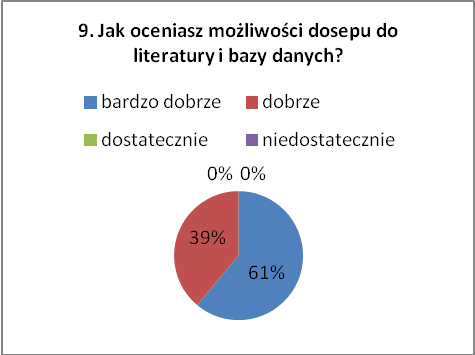 9. Jak oceniasz możliwości dosepu do
literatury i bazy danych?
bardzo dobrze dobrze
dostatecznie niedostatecznie
0% 0%
39%
61%